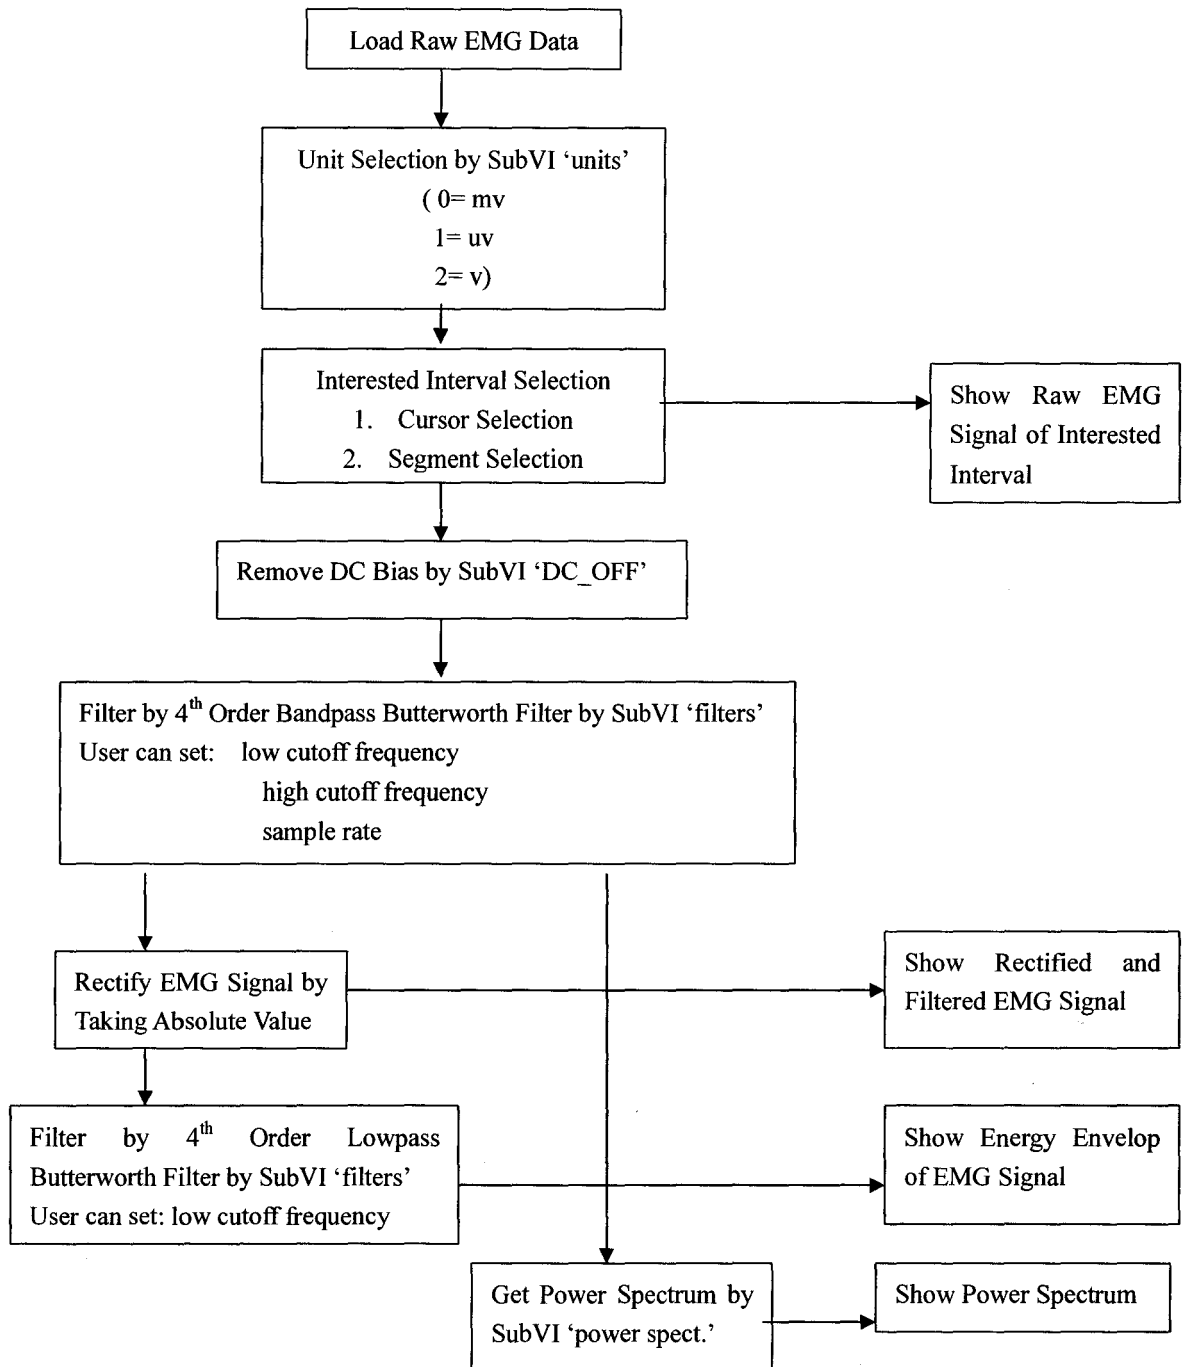 Load Raw EMG Data
Unit Selection by SubVI ‘units’
( 0= mv
1= uv
2= v)
Interested Interval Selection
1. Cursor Selection
2. Segment Selection
Show Raw EMG
Signal of Interested
Interval
Remove DC Bias by SubVI ‘DC_OFF’
Filter by 4th Order Bandpass Butterworth Filter by SubVI ‘filters’
User can set: low cutoff frequency
high cutoff frequency
sample rate
Rectify EMG Signal by
Taking Absolute Value
Show Rectified and
Filtered EMG Signal
Filter by 4th Order Lowpass
Butterworth Filter by SubVI ‘filters’
User can set: low cutoff frequency
Show Energy Envelop
of EMG Signal
Get Power Spectrum by
SubVI ‘power spect.’
Show Power Spectrum